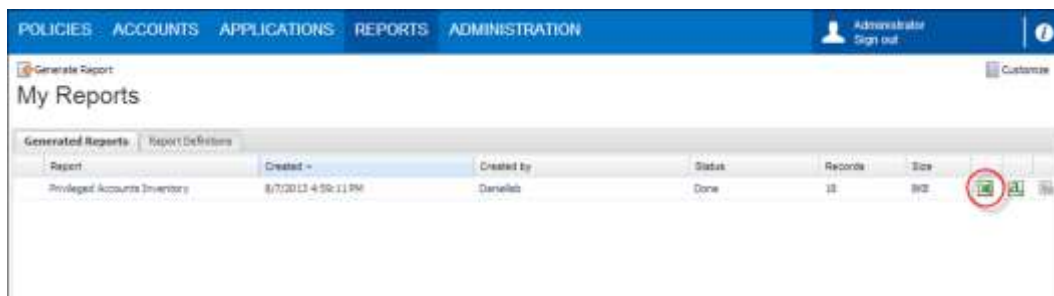 POLICIES ACCOUNTS APPLICATIONS REPORTS ADMINISTRATION Administrator
Sign out
Generate Report Customize
My Reports
Generated Reports Report Definitions
Report Created Created by Status Records Size
Privileged Accounts Inventory 8/7/2013 4:59:11 PM Danielleb Done 18